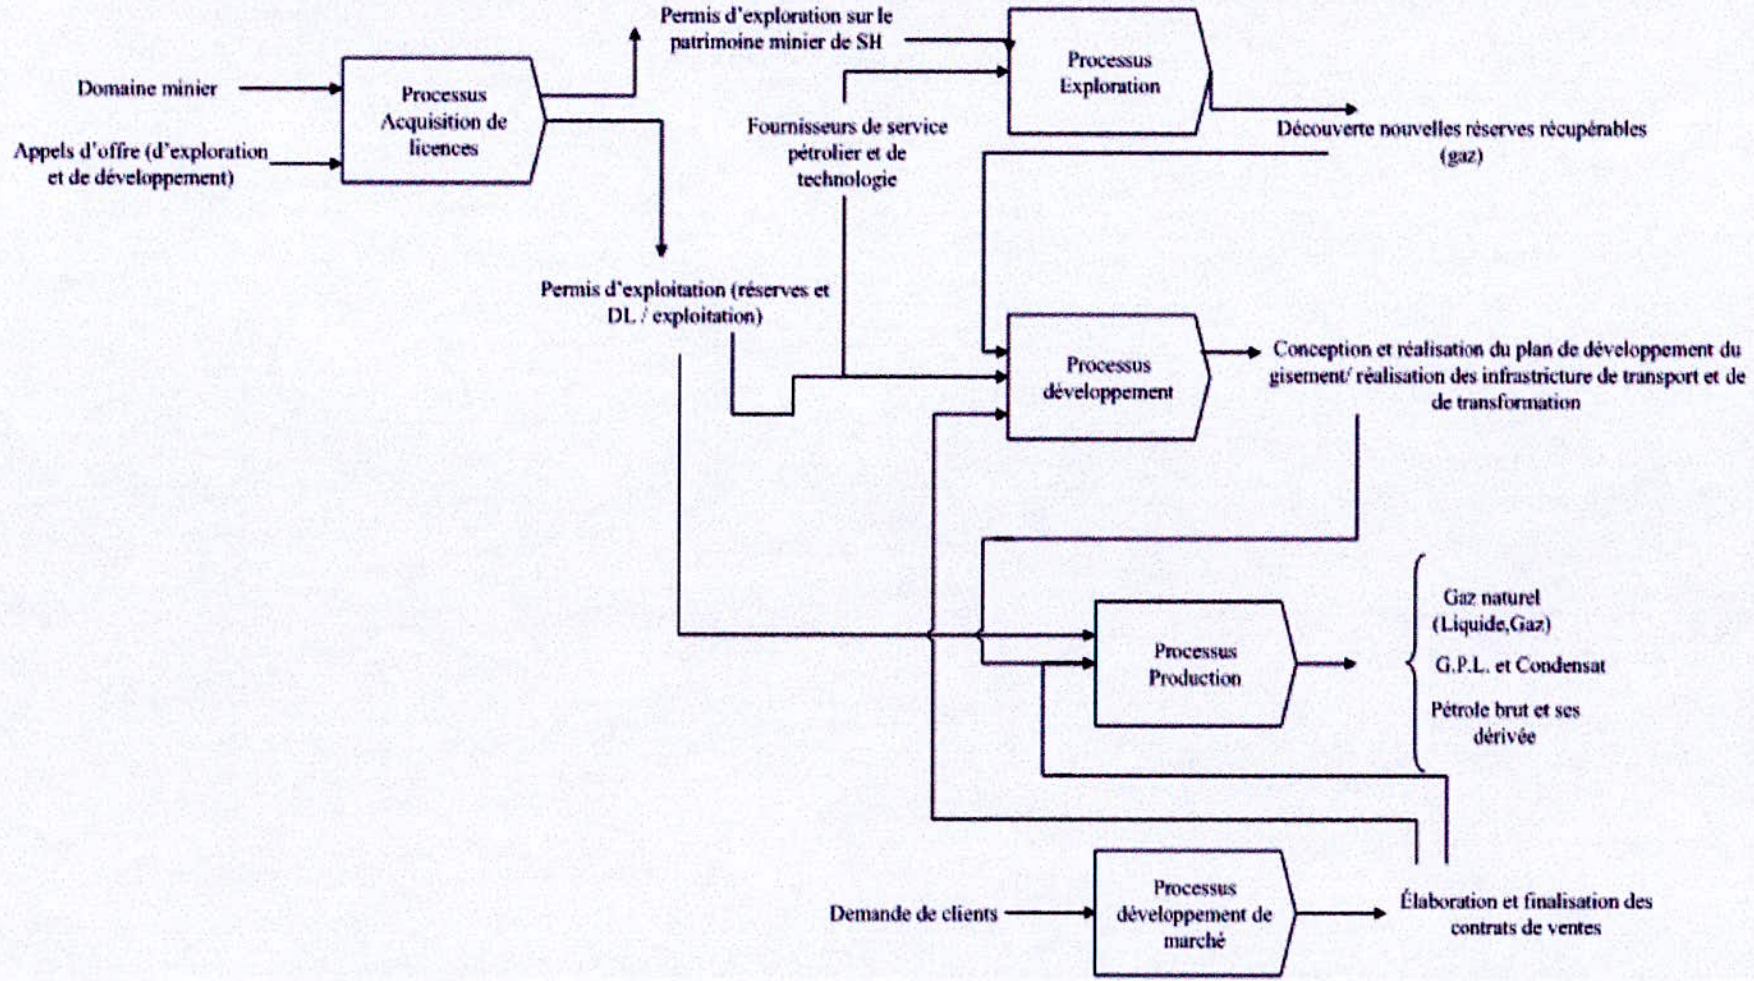 Permis d'exploration sur le
patrimoine minier de SH
Processus
Exploration
Domaine minier
Processus
Acquisition de
licences
Appels d'offre (d'exploration
et de développement)
Fournisseurs de service
pétrolier et de
technologie
Découverte nouvelles réserves récupérables
(gaz)
Permis d'exploitation (réserves et
DL / exploitation)
Processus
développement
Conception et réalisation du plan de développement du
gisement/ réalisation des infrastricture de transport et de
de transformation
Processus
Production
Gaz naturel
(Liquide,Gaz)
G.P.L. et Condensat
Pétrole brut et ses
dérivée
Demande de clients
Processus
développement de
marché
Élaboration et finalisation des
contrats de ventes